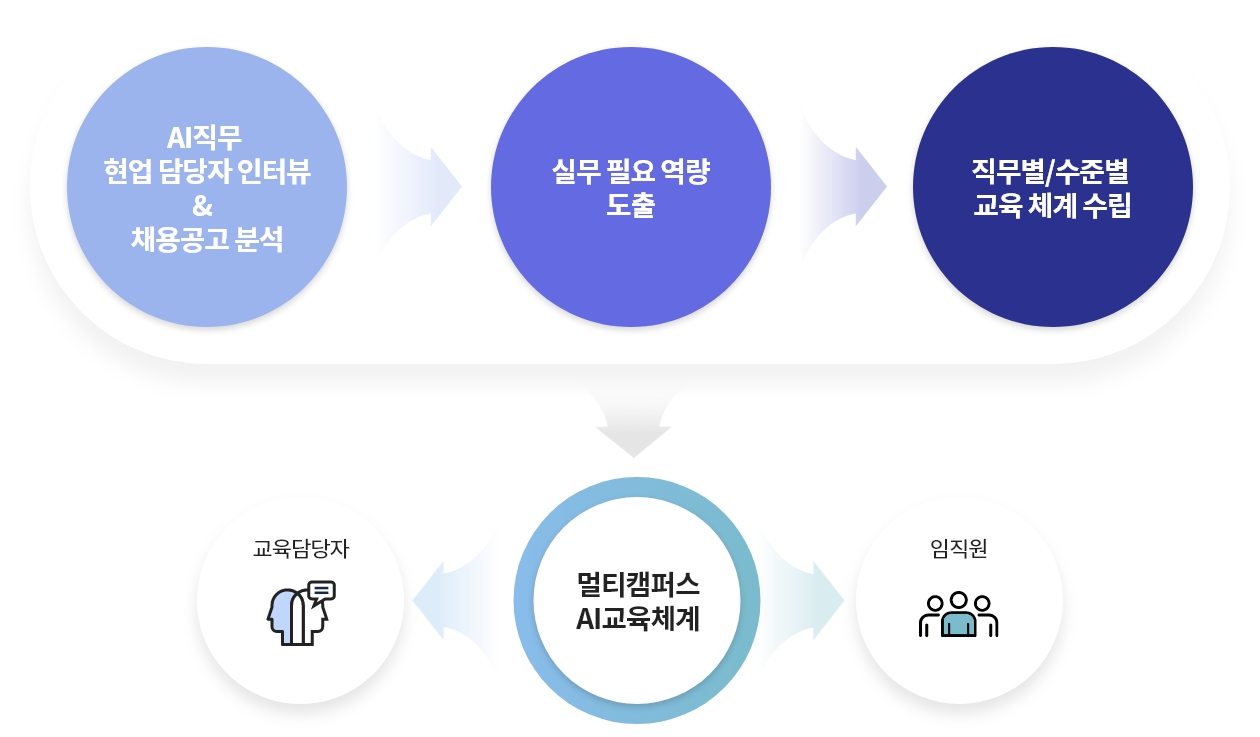 AI직무
현업 담당자 인터뷰
&
채용공고 분석
실무 필요 역량
도출
직무별/수준별
교육 체계 수립
교육담당자
멀티캠퍼스
AI교육체계
임직원